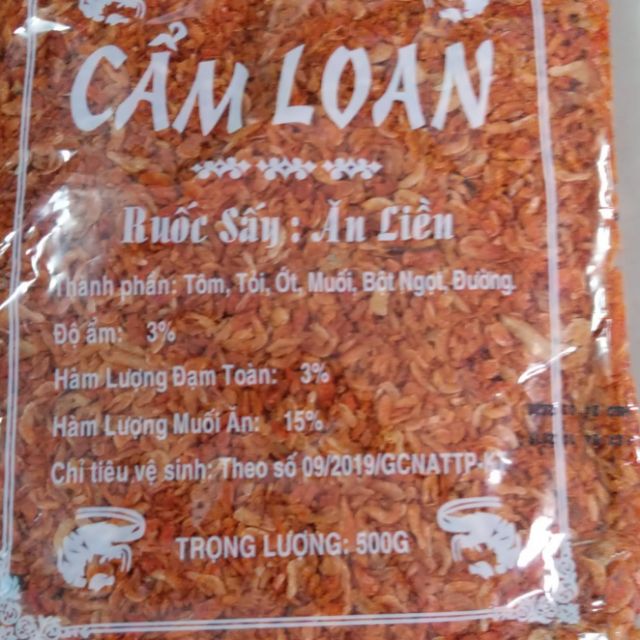 CẨM LOAN
Ruốc Sấy : Ăn Liền
Thành phần: Tôm, Tỏi, Ớt, Muối, Bột Ngọt, Đường.
Độ ẩm: 3%
Hàm Lượng Đạm Toàn: 3%
Hàm Lượng Muối Ăn: 15%
Chỉ tiêu vệ sinh: Theo số 09/2019/GCNATTP-
TRỌNG LƯỢNG: 500G